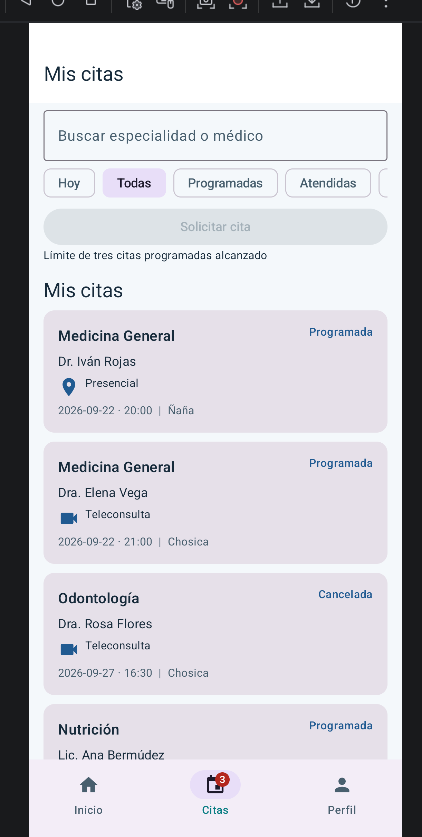 Mis citas
Buscar especialidad o médico
Hoy
Todas
Programadas
Atendidas
Solicitar cita
Límite de tres citas programadas alcanzado
Mis citas
Medicina General
Programada
Dr. Iván Rojas
Presencial
2026-09-22 · 20:00 | Ñaña
Medicina General
Programada
Dra. Elena Vega
Teleconsulta
2026-09-22 · 21:00 | Chosica
Odontología
Cancelada
Dra. Rosa Flores
Teleconsulta
2026-09-27 · 16:30 | Chosica
Nutrición
Programada
Lic. Ana Bermúdez
3
Inicio
Citas
Perfil